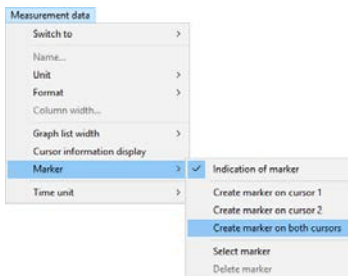 Measurement data
Switch to
Name...
Unit
Format
Column width...
Graph list width
Cursor information display
Marker
Time unit
Indication of marker
Create marker on cursor 1
Create marker on cursor 2
Create marker on both cursors
Select marker
Delete marker